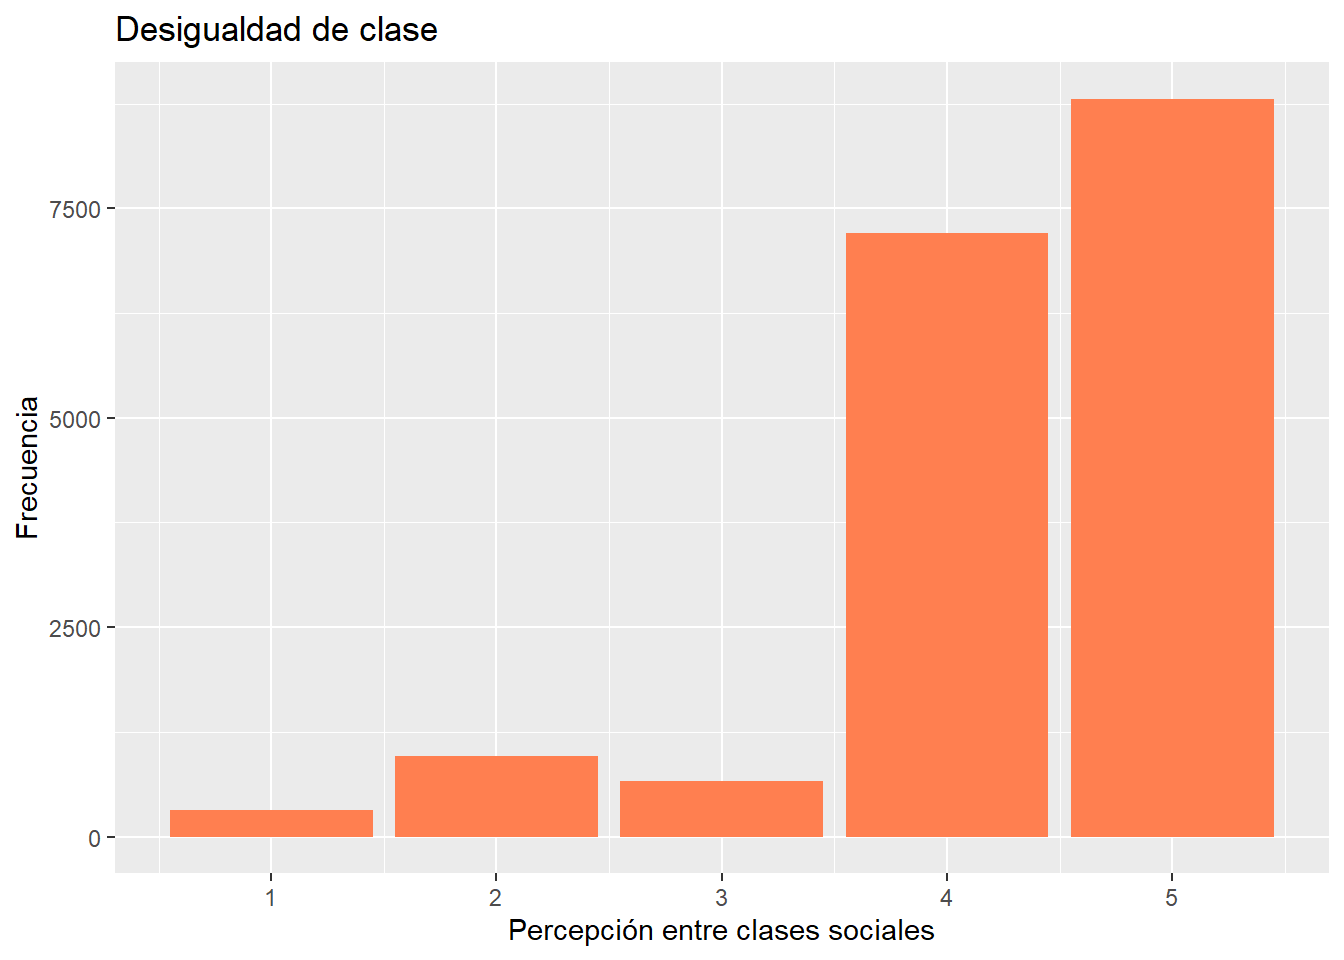 Desigualdad de clase
Frecuencia
7500
5000
2500
0
1 2 3 4 5
Percepción entre clases sociales